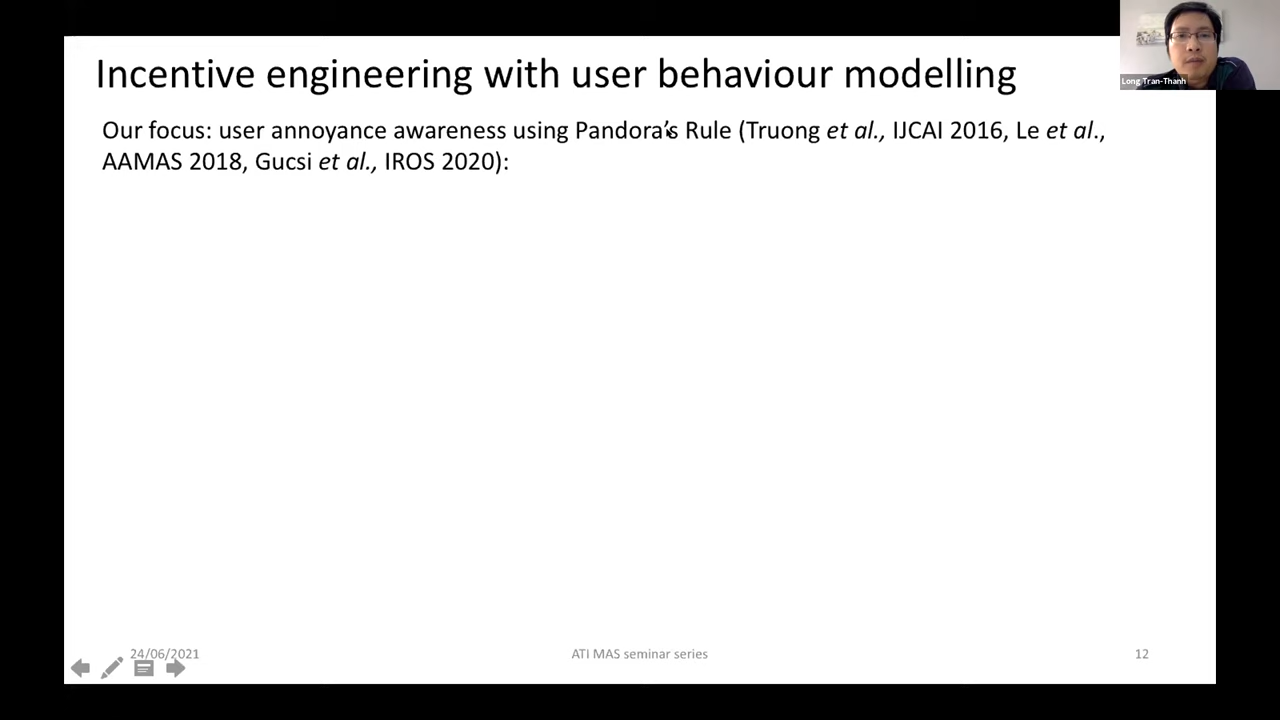 Incentive engineering with user behaviour modelling
Long Tran-Thanh
Our focus: user annoyance awareness using Pandora's Rule (Truong et al., IJCAI 2016, Le et al.,
AAMAS 2018, Gucsi et al., IROS 2020):
24/06/2021
ATI MAS seminar series
12